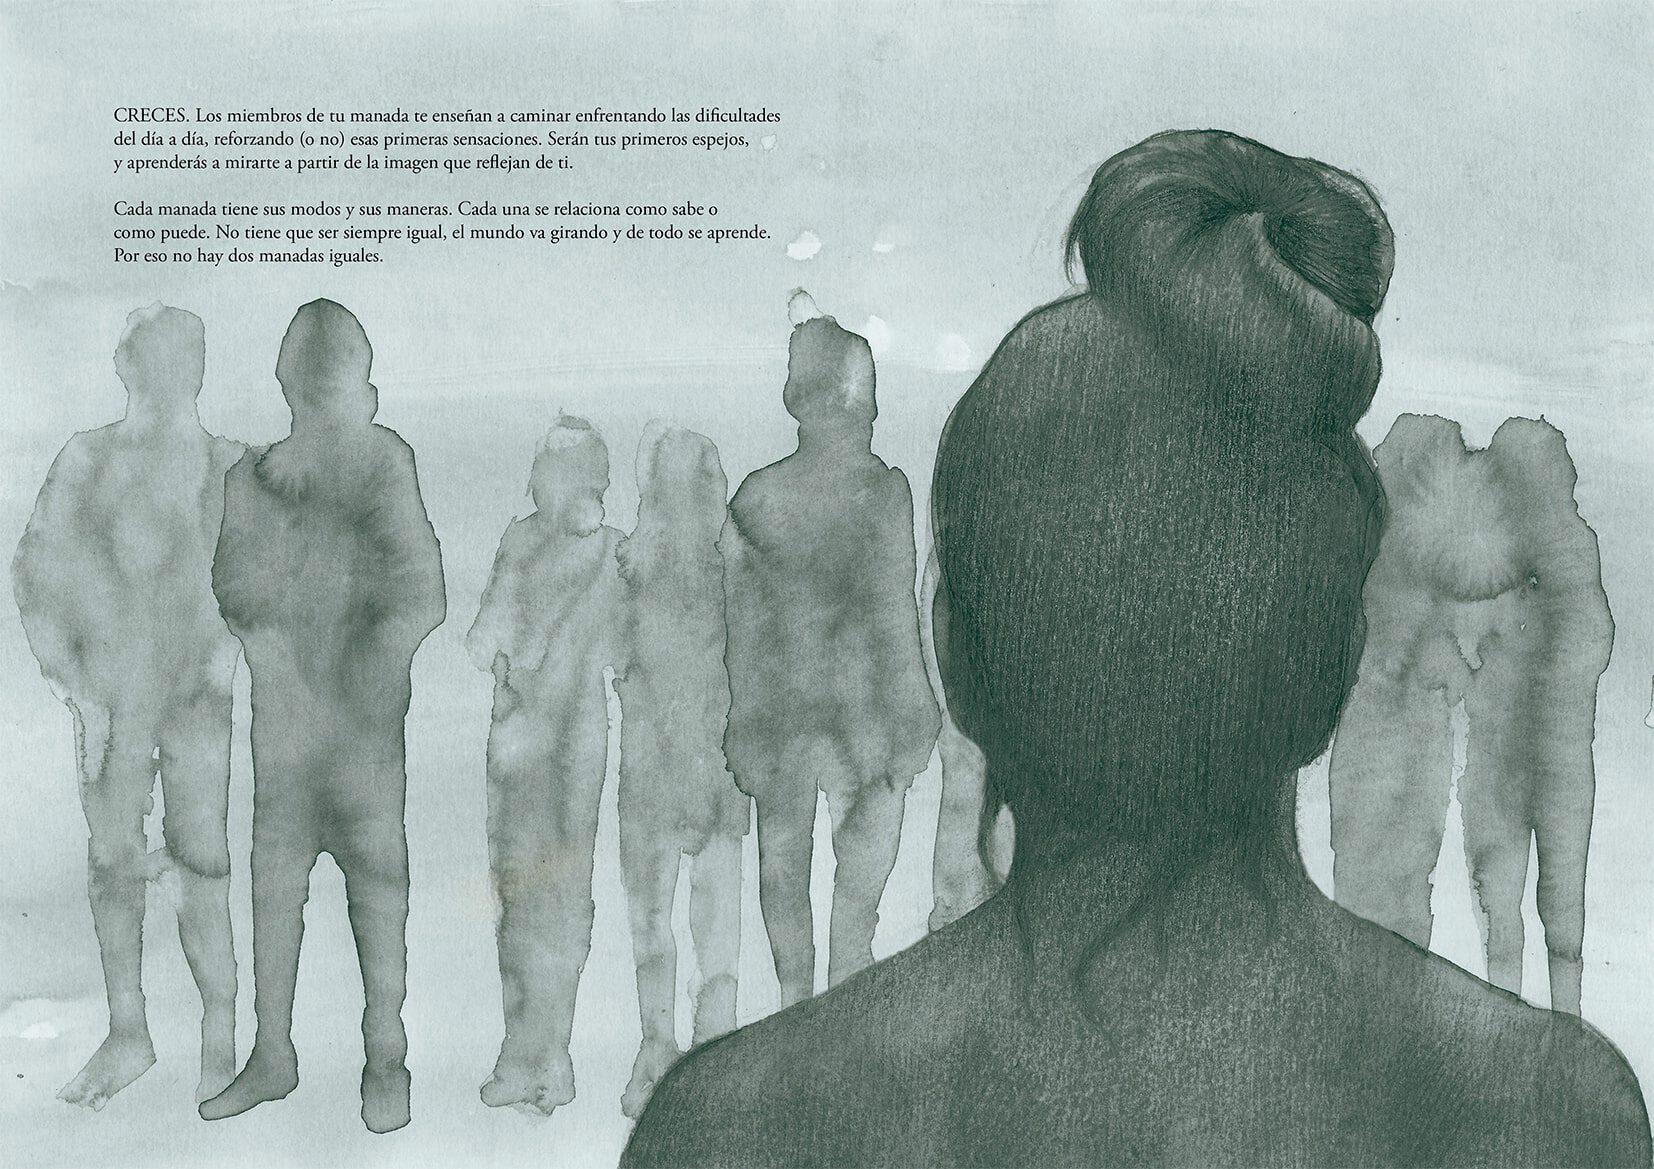 CRECES. Los miembros de tu manada te enseñan a caminar enfrentando las dificultades
del día a día, reforzando (o no) esas primeras sensaciones. Serán tus primeros espejos,
y aprenderás a mirarte a partir de la imagen que reflejan de ti.
Cada manada tiene sus modos y sus maneras. Cada una se relaciona como sabe o
como puede. No tiene que ser siempre igual, el mundo va girando y de todo se aprende.
Por eso no hay dos manadas iguales.